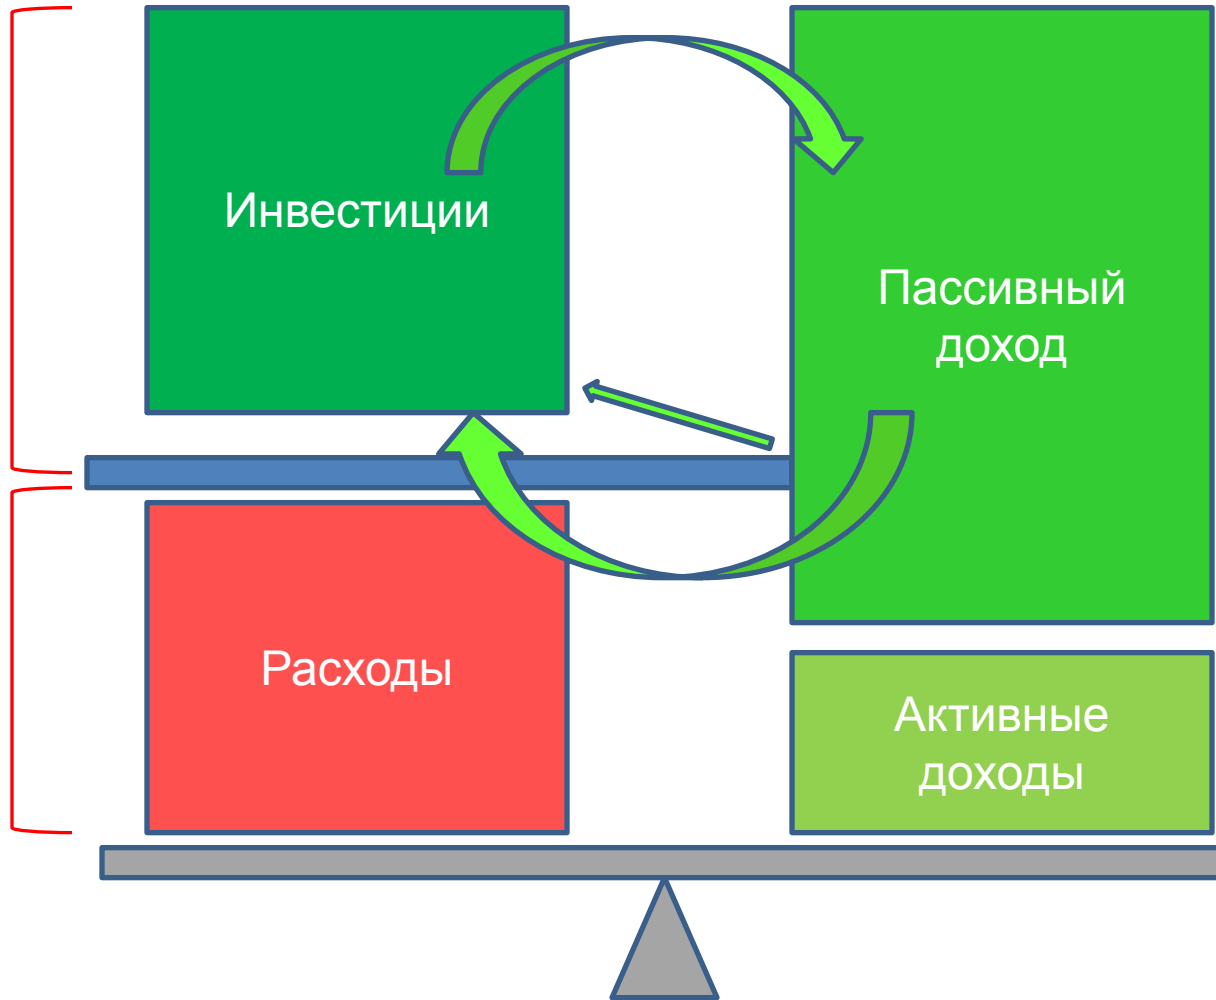 Инвестиции
Пассивный
доход
Расходы
Активные
доходы